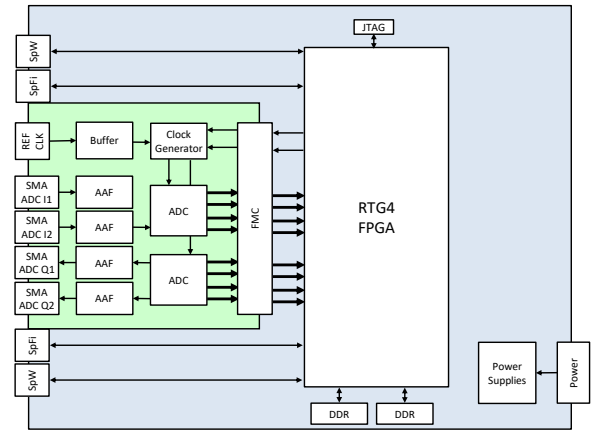 JTAG
SpW
SpFi
REF
CLK
Buffer
Clock
Generator
SMA
ADC I1
AAF
ADC
SMA
ADC I2
AAF
SMA
ADC Q1
AAF
ADC
SMA
ADC Q2
AAF
FMC
RTG4
FPGA
SpFi
SpW
Power
Supplies
Power
DDR
DDR